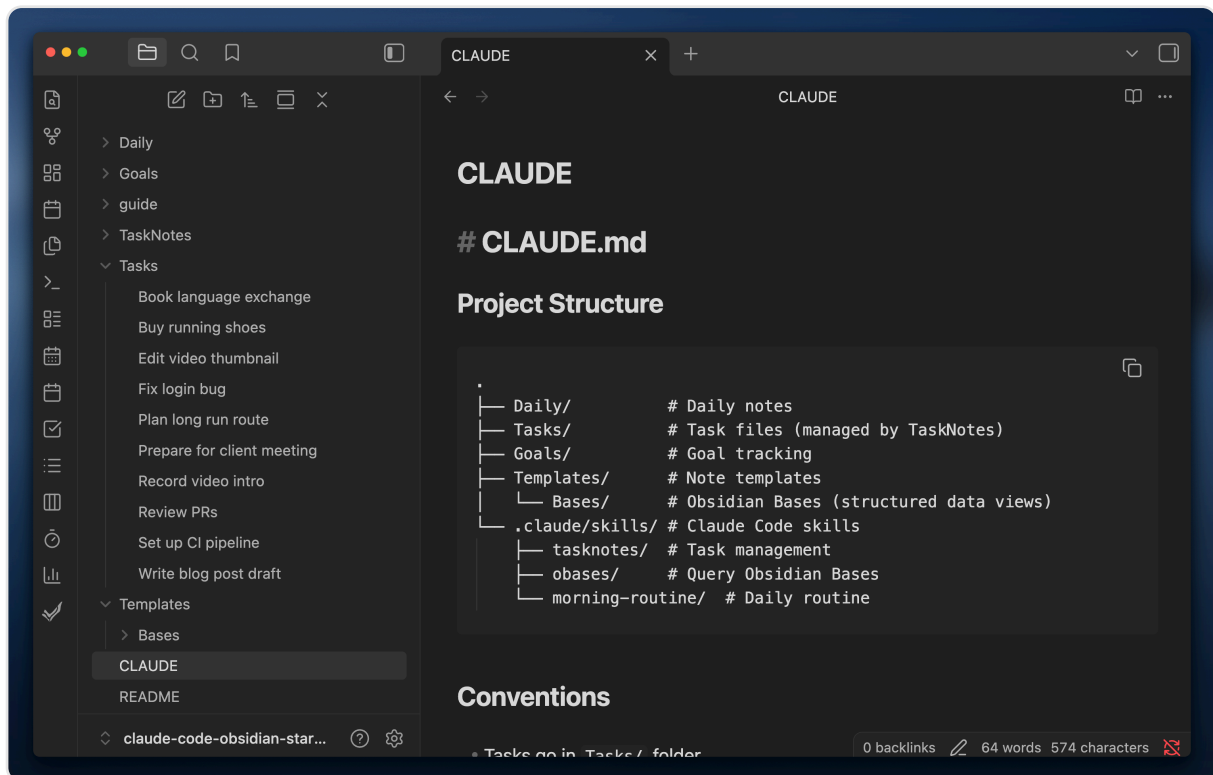 CLAUDE
CLAUDE
Daily
Goals
guide
TaskNotes
Tasks
Book language exchange
Buy running shoes
Edit video thumbnail
Fix login bug
Plan long run route
Prepare for client meeting
Record video intro
Review PRs
Set up CI pipeline
Write blog post draft
Templates
Bases
CLAUDE
README
claude-code-obsidian-star...
CLAUDE
# CLAUDE.md
Project Structure
.
├── Daily/          # Daily notes
├── Tasks/          # Task files (managed by TaskNotes)
├── Goals/          # Goal tracking
├── Templates/      # Note templates
│   └── Bases/      # Obsidian Bases (structured data views)
└── .claude/skills/ # Claude Code skills
    ├── tasknotes/  # Task management
    ├── obases/     # Query Obsidian Bases
    └── morning-routine/  # Daily routine
Conventions
• Tasks go in Tasks/ folder
0 backlinks 64 words 574 characters